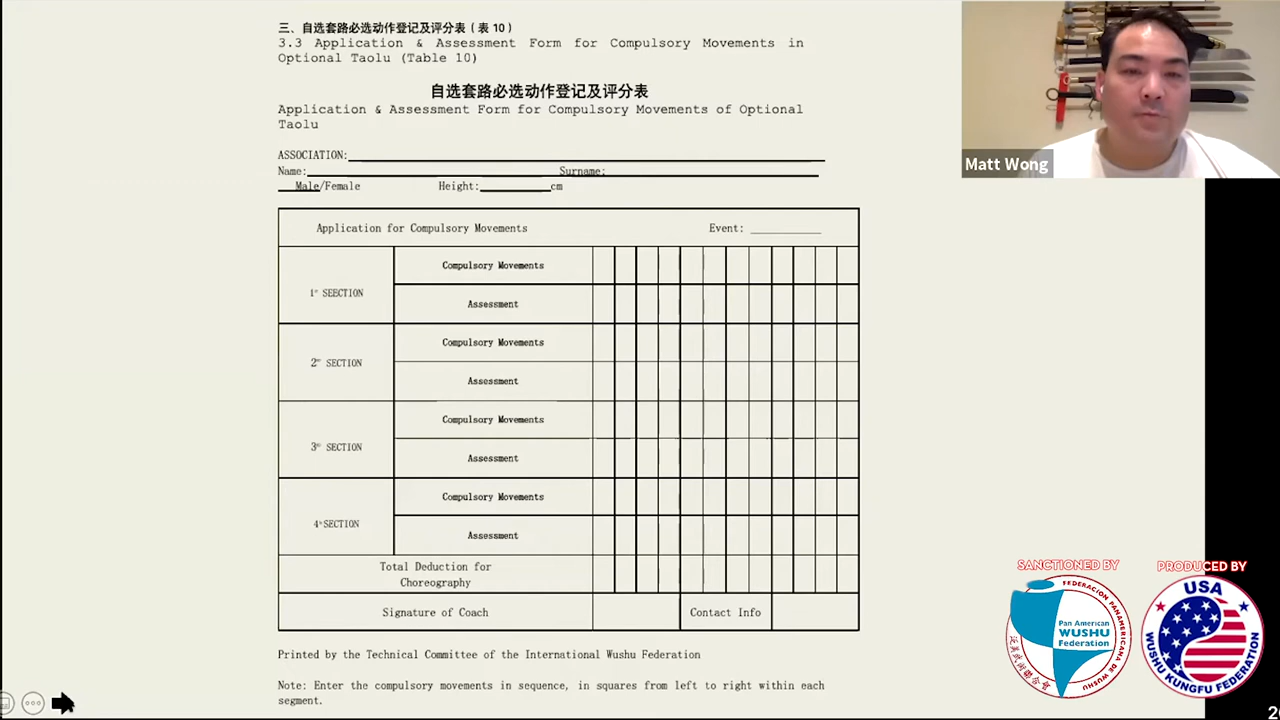 三、自选套路必选动作登记及评分表（表 10）
3.3 Application & Assessment Form for Compulsory Movements in
Optional Taolu (Table 10)
自选套路必选动作登记及评分表
Application & Assessment Form for Compulsory Movements of Optional
Taolu
ASSOCIATION:
Name: Surname:
Male/Female Height: cm
Application for Compulsory Movements Event:
1st SEECTION
Compulsory Movements
Assessment
2nd SECTION
Compulsory Movements
Assessment
3rd SECTION
Compulsory Movements
Assessment
4th SECTION
Compulsory Movements
Assessment
Total Deduction for
Choreography
Signature of Coach Contact Info
Printed by the Technical Committee of the International Wushu Federation
Note: Enter the compulsory movements in sequence, in squares from left to right within each
segment.
Matt Wong
SANCTIONED BY
FEDERACION PANAMERICANA DE WUSHU
Pan American
WUSHU
Federation
PRODUCED BY
USA
WUSHU KUNGFU FEDERATION